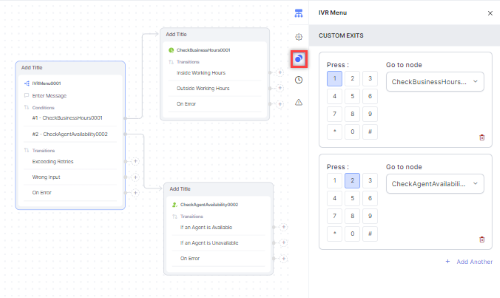 Add Title
IVRMenu0001
Enter Message
Conditions
#1 - CheckBusinessHours0001
#2 - CheckAgentAvailability0002
Transitions
Exceeding Retries
Wrong Input
On Error
Add Title
CheckBusinessHours0001
Transitions
Inside Working Hours
Outside Working Hours
On Error
Add Title
CheckAgentAvailability0002
Transitions
If an Agent is Available
If an Agent is Unavailable
On Error
IVR Menu
CUSTOM EXITS
Press :
Go to node
1 2 3
CheckBusinessHours...
4 5 6
7 8 9
* 0 #
Press :
Go to node
1 2 3
CheckAgentAvailabili...
4 5 6
7 8 9
* 0 #
+ Add Another